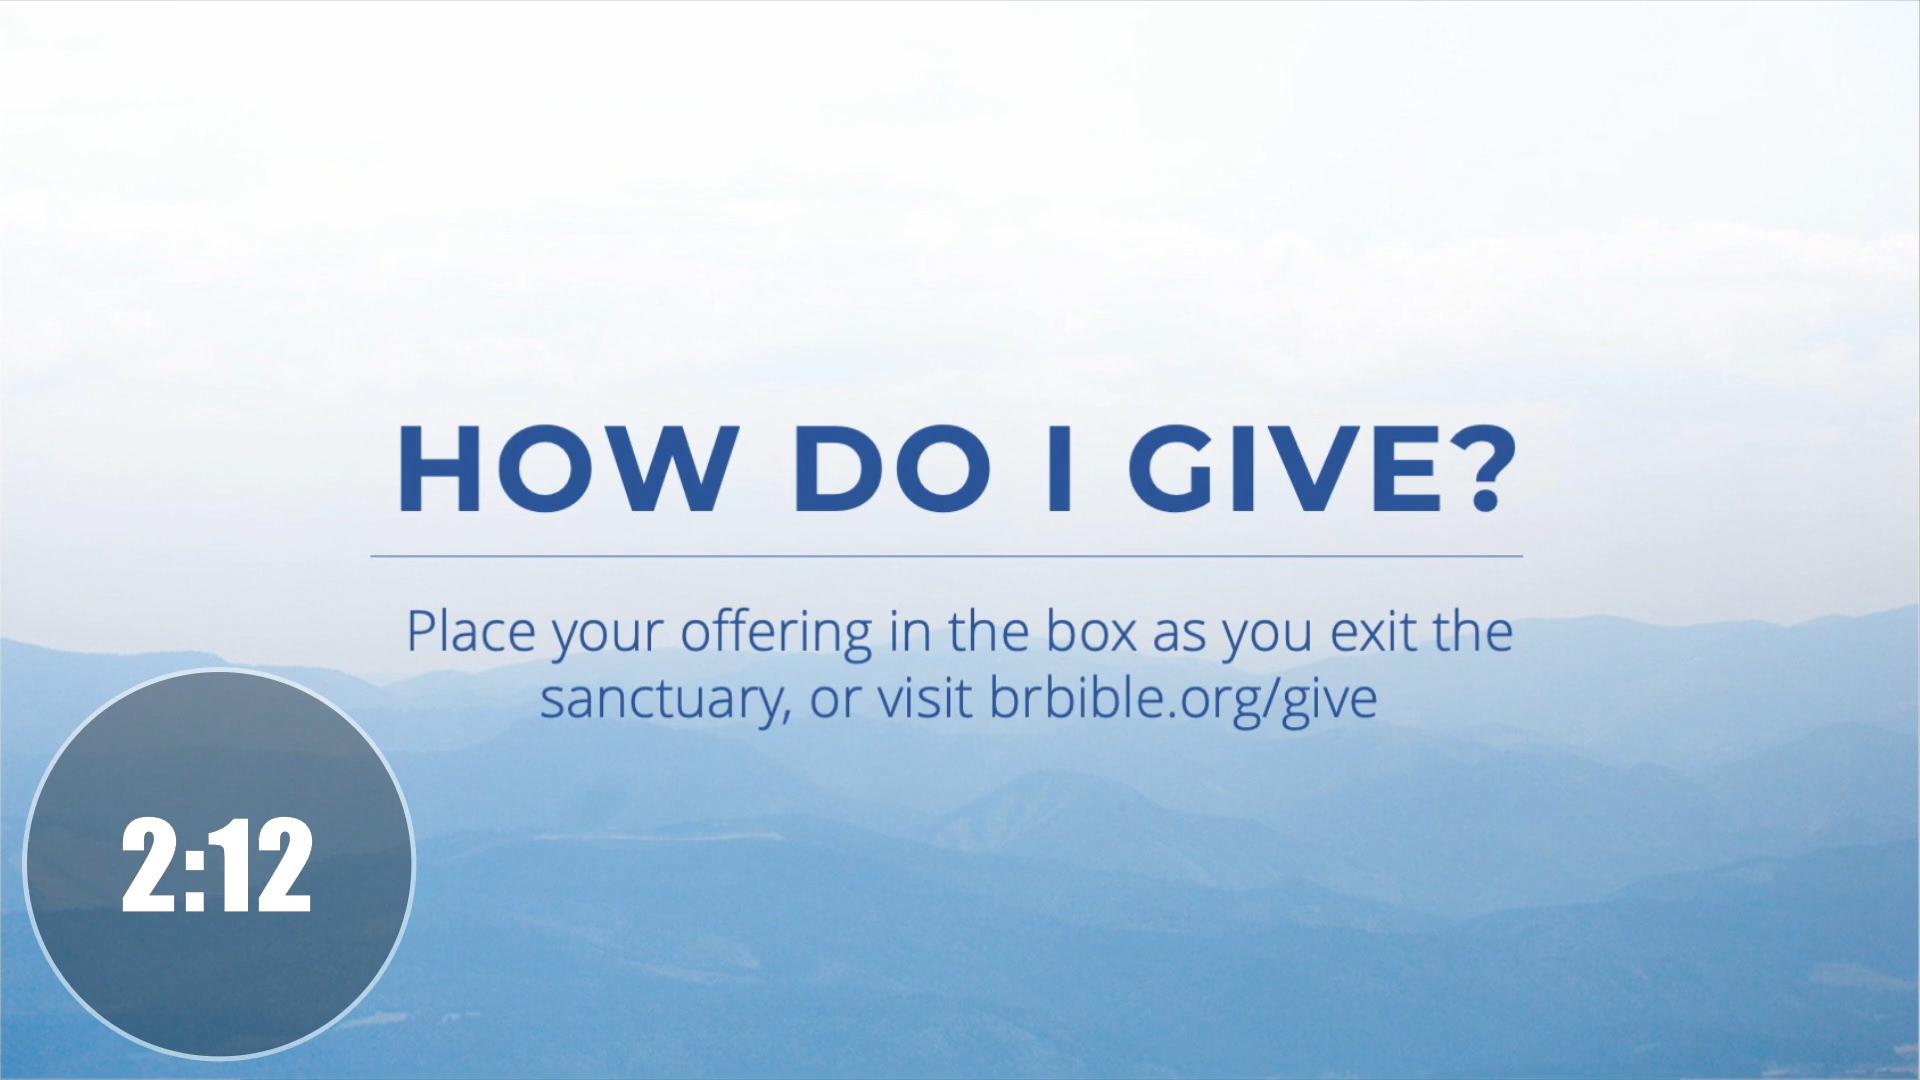 HOW DO I GIVE?
Place your offering in the box as you exit the
sanctuary, or visit brbible.org/give
2:12